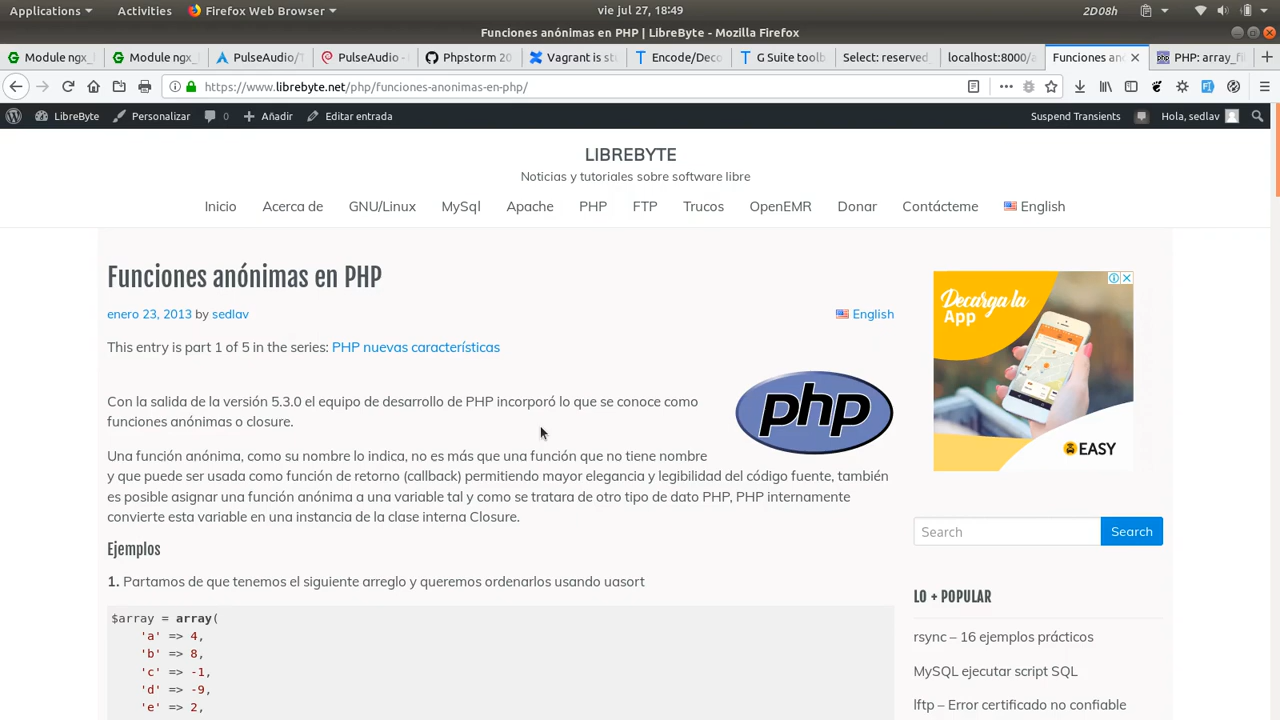 Applications
Activities
Firefox Web Browser
vie jul 27, 18:49
2D08h
Funciones anónimas en PHP | LibreByte - Mozilla Firefox
Module ngx_
Module ngx_
PulseAudio/T
PulseAudio -
Phpstorm 20
Vagrant is st
Encode/Deco
G Suite toolb
Select: reserved
localhost:8000/a
Funciones an
PHP: array_fi
https://www.librebyte.net/php/funciones-anonimas-en-php/
LibreByte
Personalizar
0
Añadir
Editar entrada
Suspend Transients
Hola, sedlav
LIBREBYTE
Noticias y tutoriales sobre software libre
Inicio
Acerca de
GNU/Linux
MySql
Apache
PHP
FTP
Trucos
OpenEMR
Donar
Contácteme
English
Funciones anónimas en PHP
enero 23, 2013 by sedlav
English
This entry is part 1 of 5 in the series: PHP nuevas características
php
Con la salida de la versión 5.3.0 el equipo de desarrollo de PHP incorporó lo que se conoce como
funciones anónimas o closure.
Una función anónima, como su nombre lo indica, no es más que una función que no tiene nombre
y que puede ser usada como función de retorno (callback) permitiendo mayor elegancia y legibilidad del código fuente, también
es posible asignar una función anónima a una variable tal y como se tratara de otro tipo de dato PHP, PHP internamente
convierte esta variable en una instancia de la clase interna Closure.
Ejemplos
1. Partamos de que tenemos el siguiente arreglo y queremos ordenarlos usando uasort
$array = array(
'a' => 4,
'b' => 8,
'c' => -1,
'd' => -9,
'e' => 2,
Decarga la
App
EASY
Search
Search
LO + POPULAR
rsync – 16 ejemplos prácticos
MySQL ejecutar script SQL
lftp – Error certificado no confiable